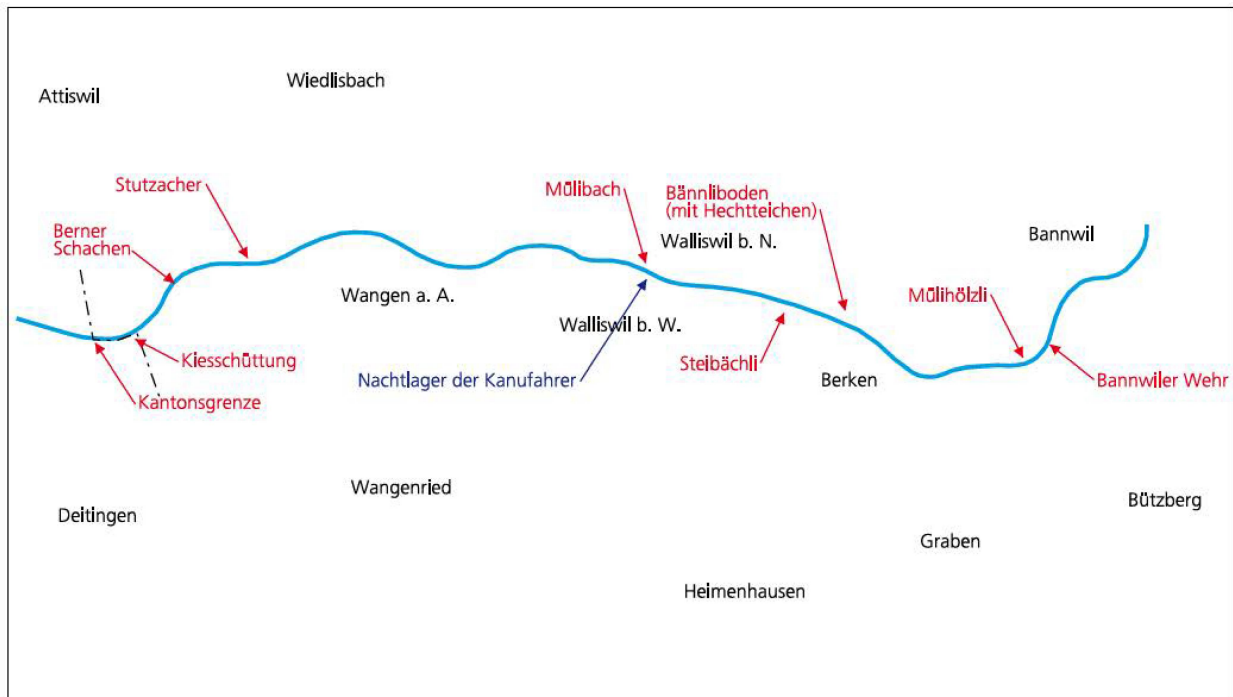 Wiedlisbach
Attiswil
Stutzacher
Mülibach
Bännliboden
(mit Hechtteichen)
Berner
Schachen
Walliswil b. N.
Bannwil
Wangen a. A.
Mülihölzli
Walliswil b. W.
Kiesschüttung
Steibächli
Nachtlager der Kanufahrer
Berken
Bannwiler Wehr
Kantonsgrenze
Wangenried
Deitingen
Bützberg
Graben
Heimenhausen